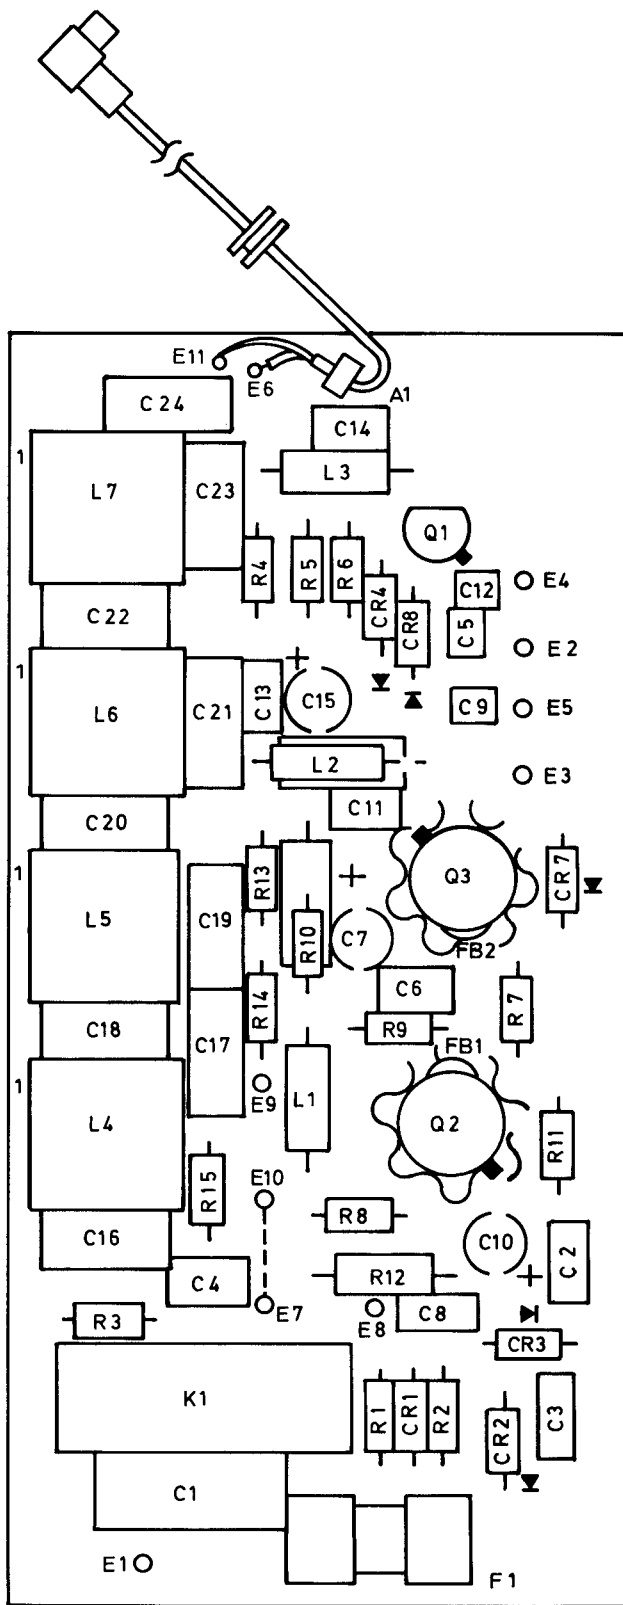 E11
E6
A1
C24
C14
1
L7
C23
L3
Q1
R4
R5
R6
CR4
CR8
C12
E4
C22
C5
E2
1
L6
C21
C13
+
C15
C9
E5
L2
E3
C20
C11
1
L5
C19
R13
+
Q3
CR7
R10
C7
FB2
C18
C17
R14
C6
R7
R9
FB1
1
L4
E9
L1
Q2
R11
R15
E10
C16
R8
C10
C2
C4
R12
+
R3
E7
E8
C8
CR3
K1
R1
CR1
R2
CR2
C3
C1
E1
F1